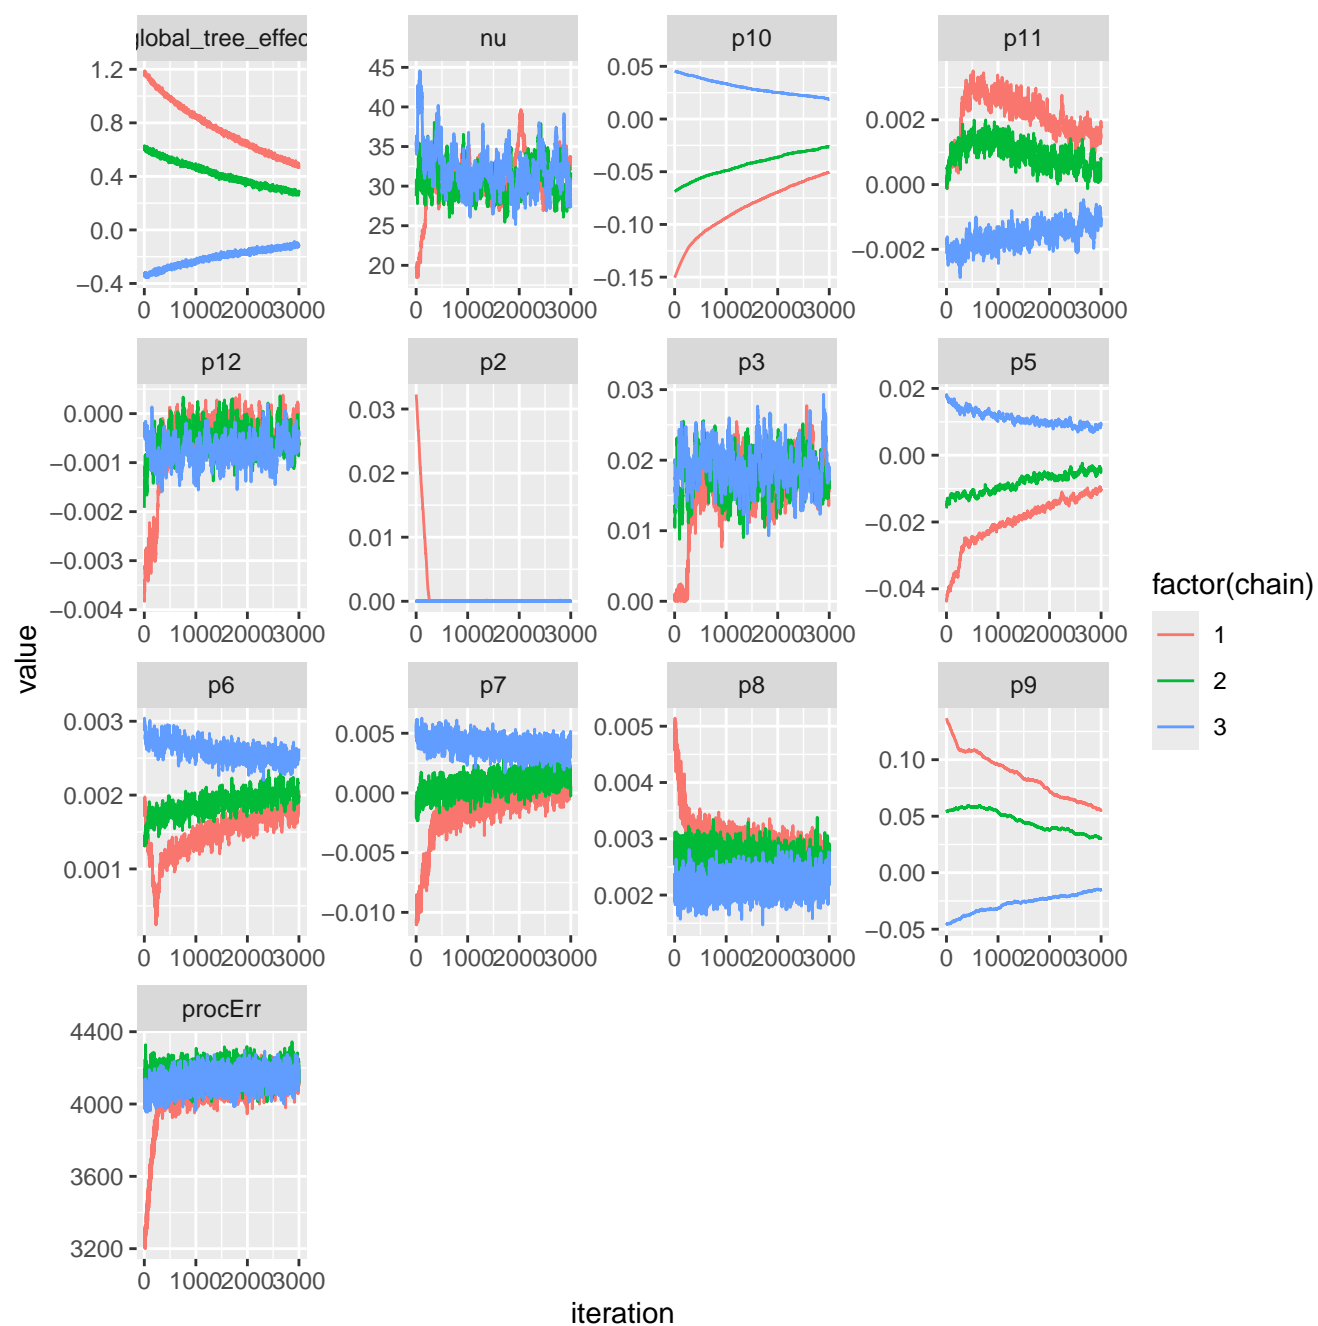 global_tree_effec
nu
p10
p11
1.2
0.8
0.4
0.0
−0.4
45
40
35
30
25
20
0.05
0.00
−0.05
−0.10
−0.15
0.002
0.000
−0.002
0 1000 2000 3000
0 1000 2000 3000
0 1000 2000 3000
0 1000 2000 3000
p12
p2
p3
p5
0.000
−0.001
−0.002
−0.003
−0.004
0.03
0.02
0.01
0.00
0.03
0.02
0.01
0.00
0.02
0.00
−0.02
−0.04
0 1000 2000 3000
0 1000 2000 3000
0 1000 2000 3000
0 1000 2000 3000
p6
p7
p8
p9
0.003
0.002
0.001
0.005
0.000
−0.005
−0.010
0.005
0.004
0.003
0.002
0.10
0.05
0.00
−0.05
0 1000 2000 3000
0 1000 2000 3000
0 1000 2000 3000
0 1000 2000 3000
procErr
4400
4000
3600
3200
0 1000 2000 3000
value
iteration
factor(chain)
1
2
3